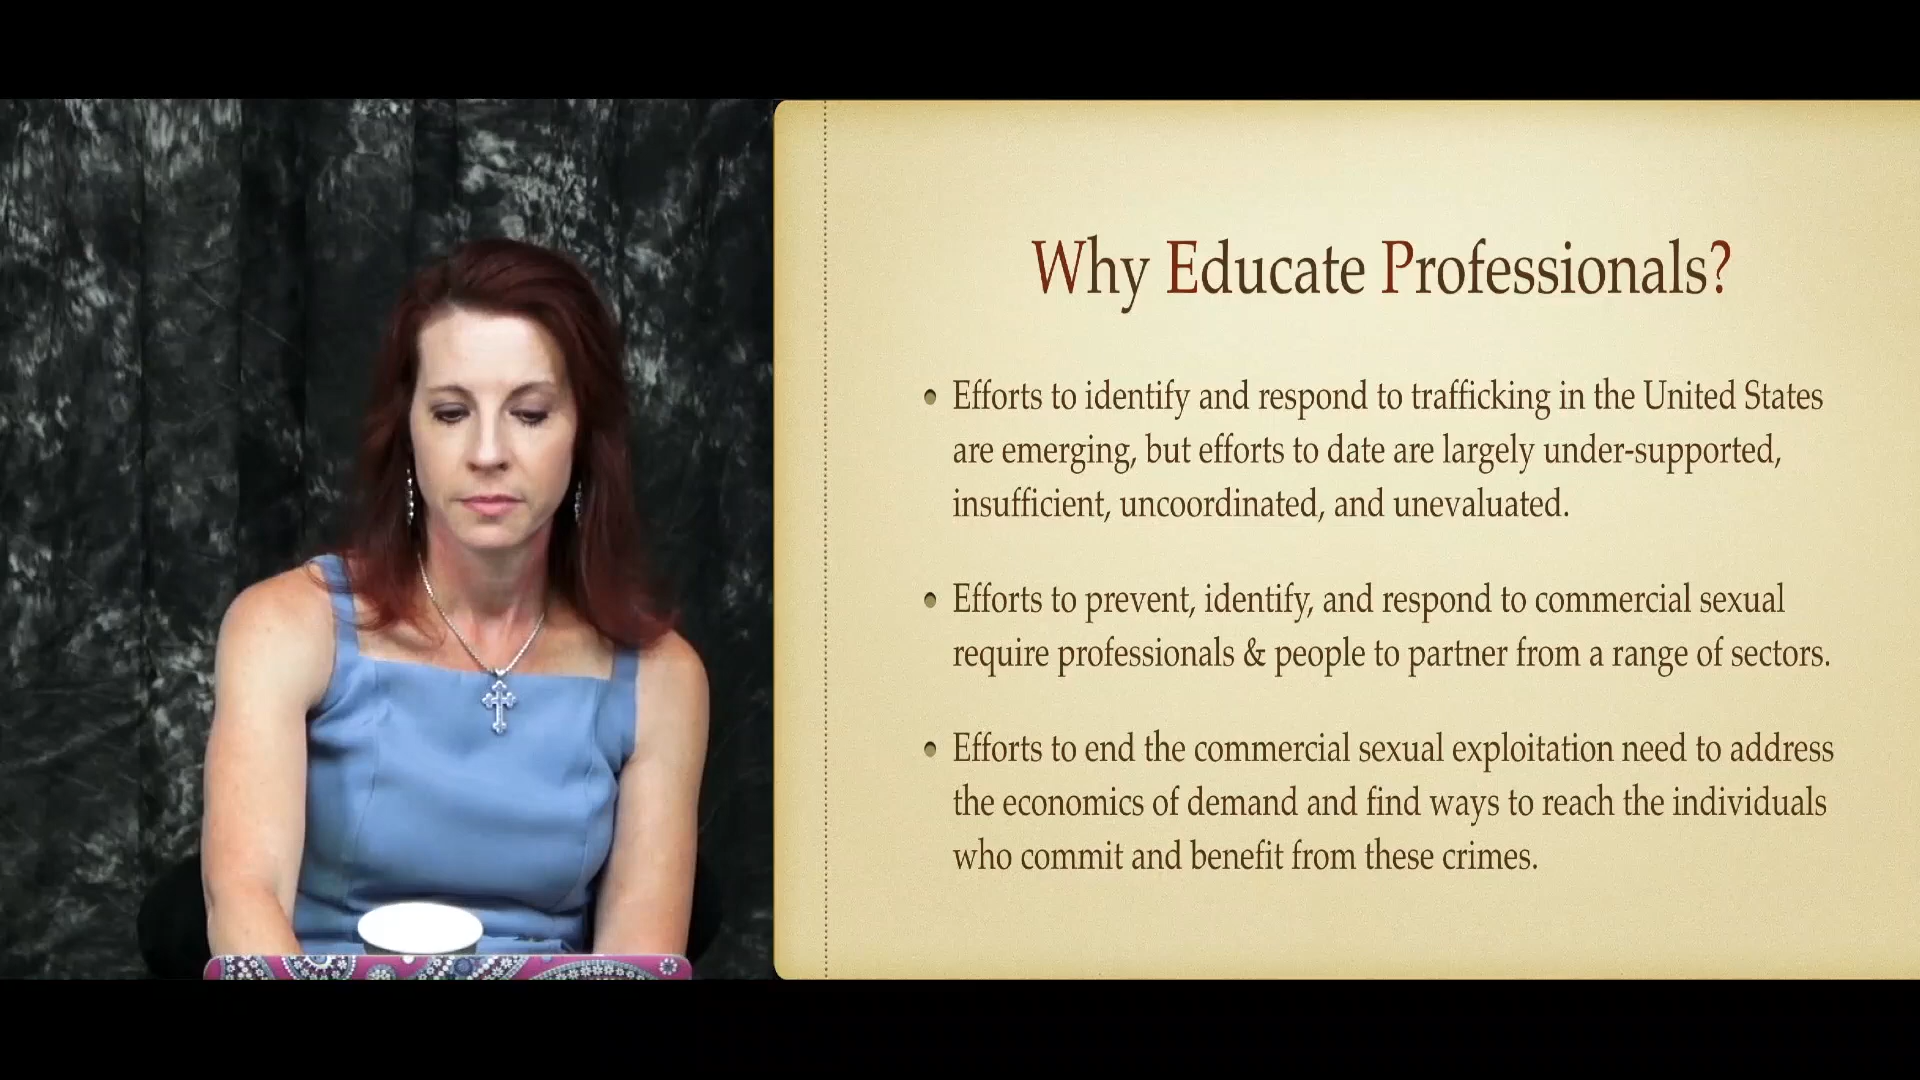 Why Educate Professionals?
• Efforts to identify and respond to trafficking in the United States
are emerging, but efforts to date are largely under-supported,
insufficient, uncoordinated, and unevaluated.
• Efforts to prevent, identify, and respond to commercial sexual
require professionals & people to partner from a range of sectors.
• Efforts to end the commercial sexual exploitation need to address
the economics of demand and find ways to reach the individuals
who commit and benefit from these crimes.